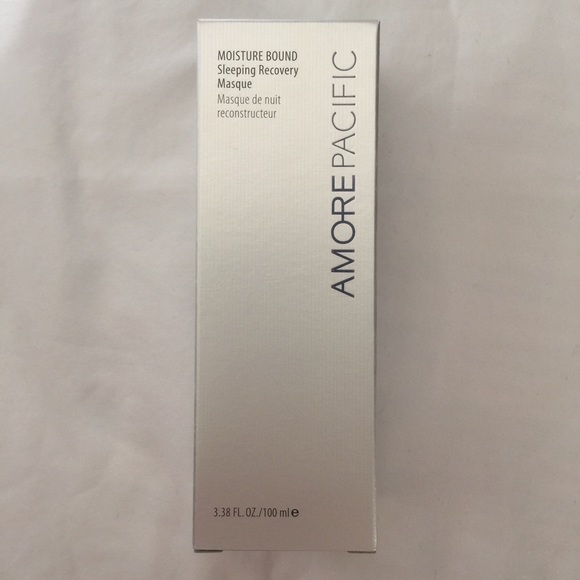 MOISTURE BOUND
Sleeping Recovery
Masque
Masque de nuit
reconstructeur
AMOREPACIFIC
3.38 FL. OZ./100 ml ℮